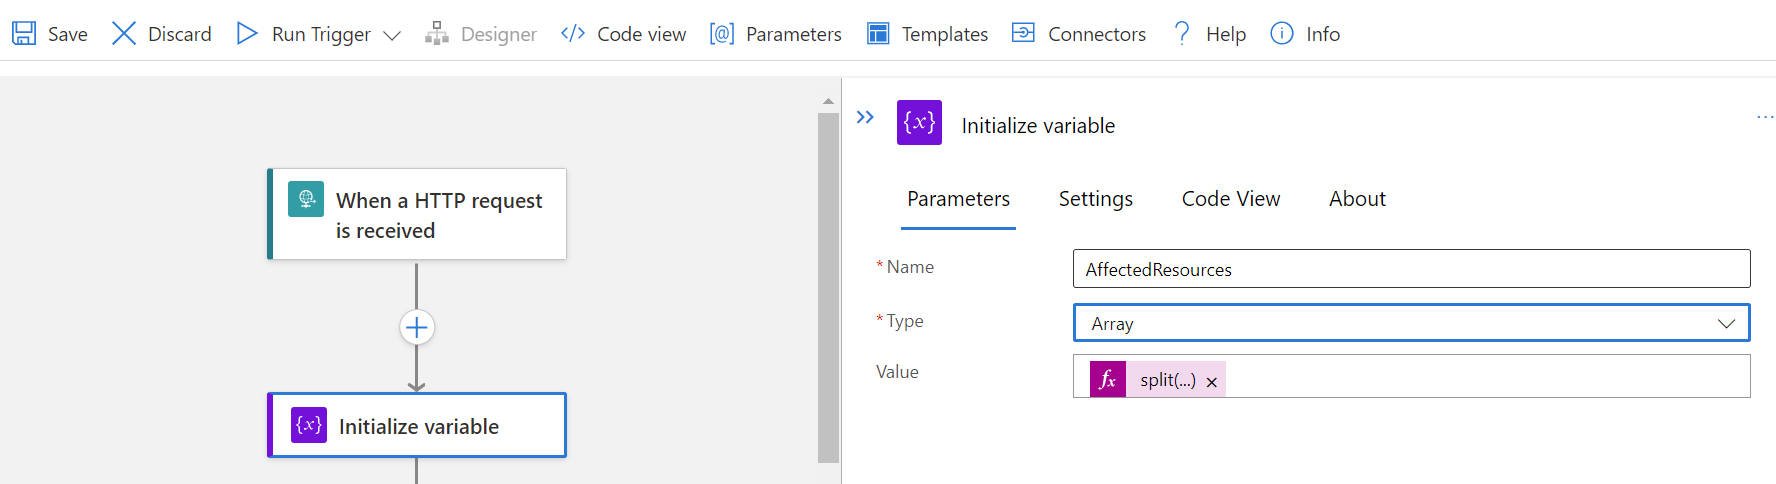 Save Discard Run Trigger Designer </> Code view [@] Parameters Templates Connectors ? Help Info
When a HTTP request
is received
{x} Initialize variable
{x} Initialize variable ...
Parameters Settings Code View About
* Name AffectedResources
* Type Array
Value fx split(...) ×